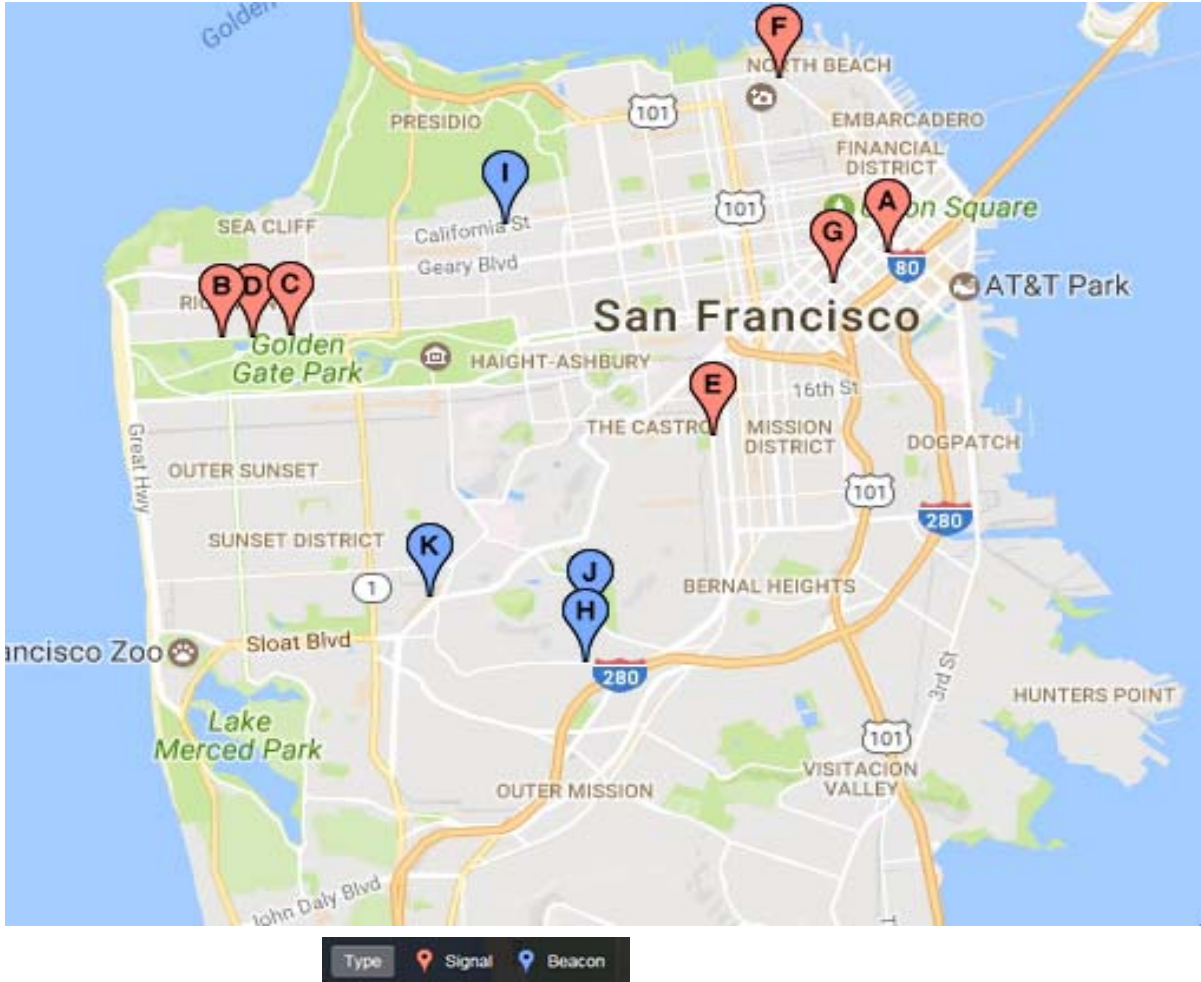 Golden
F
NORTH BEACH
101
PRESIDIO
EMBARCADERO
FINANCIAL
DISTRICT
I
101
A
Union Square
SEA CLIFF
California St
G
Geary Blvd
80
B
D
C
AT&T Park
San Francisco
Golden
Gate Park
HAIGHT-ASHBURY
E
16th St
THE CASTRO
MISSION
DISTRICT
DOGPATCH
Great Hwy
OUTER SUNSET
101
280
SUNSET DISTRICT
K
J
1
BERNAL HEIGHTS
H
Sloat Blvd
ancisco Zoo
280
3rd St
HUNTERS POINT
Lake
Merced Park
101
VISITACION
VALLEY
OUTER MISSION
John Daly Blvd
T
Type Signal Beacon